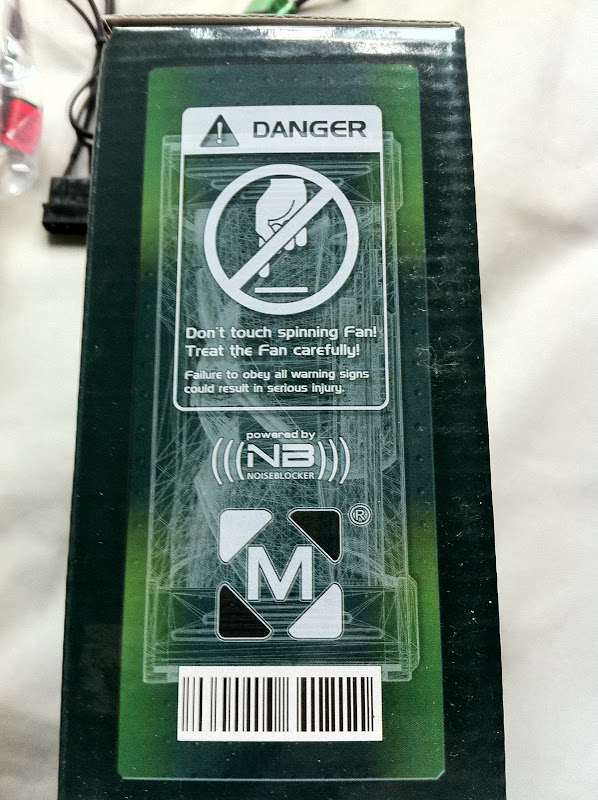 DANGER
Don't touch spinning Fan!
Treat the Fan carefully!
Failure to obey all warning signs
could result in serious injury.
powered by
(((NB)))
NOISEBLOCKER
®
M